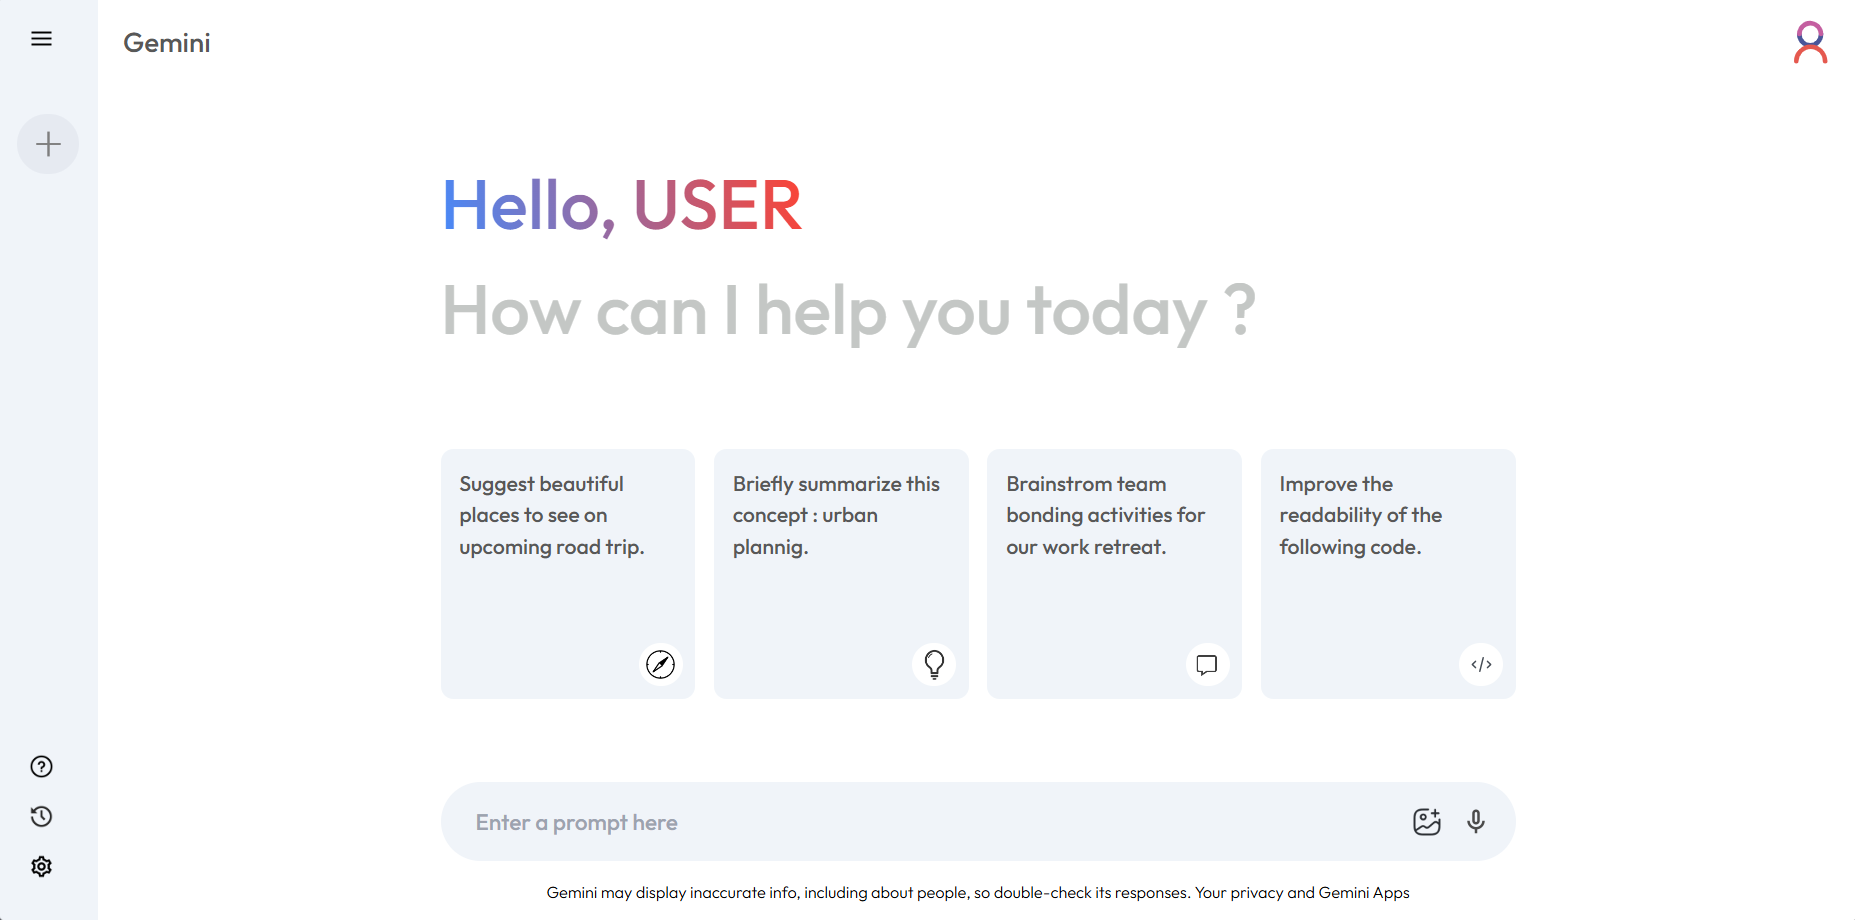 Gemini
Hello, USER
How can I help you today ?
Suggest beautiful
places to see on
upcoming road trip.
Briefly summarize this
concept : urban
plannig.
Brainstrom team
bonding activities for
our work retreat.
Improve the
readability of the
following code.
Enter a prompt here
Gemini may display inaccurate info, including about people, so double-check its responses. Your privacy and Gemini Apps